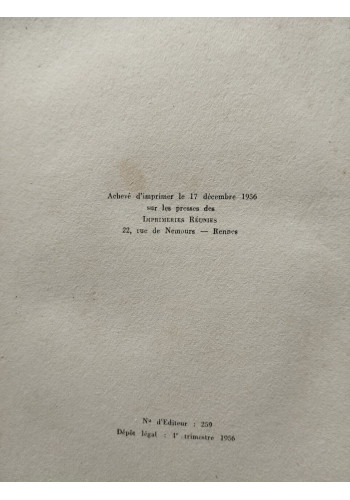 Achevé d'imprimer le 17 décembre 1956
sur les presses des
IMPRIMERIES RÉUNIES
22, rue de Nemours — Rennes
N° d'Editeur : 259
Dépôt légal : 1ᵉʳ trimestre 1956